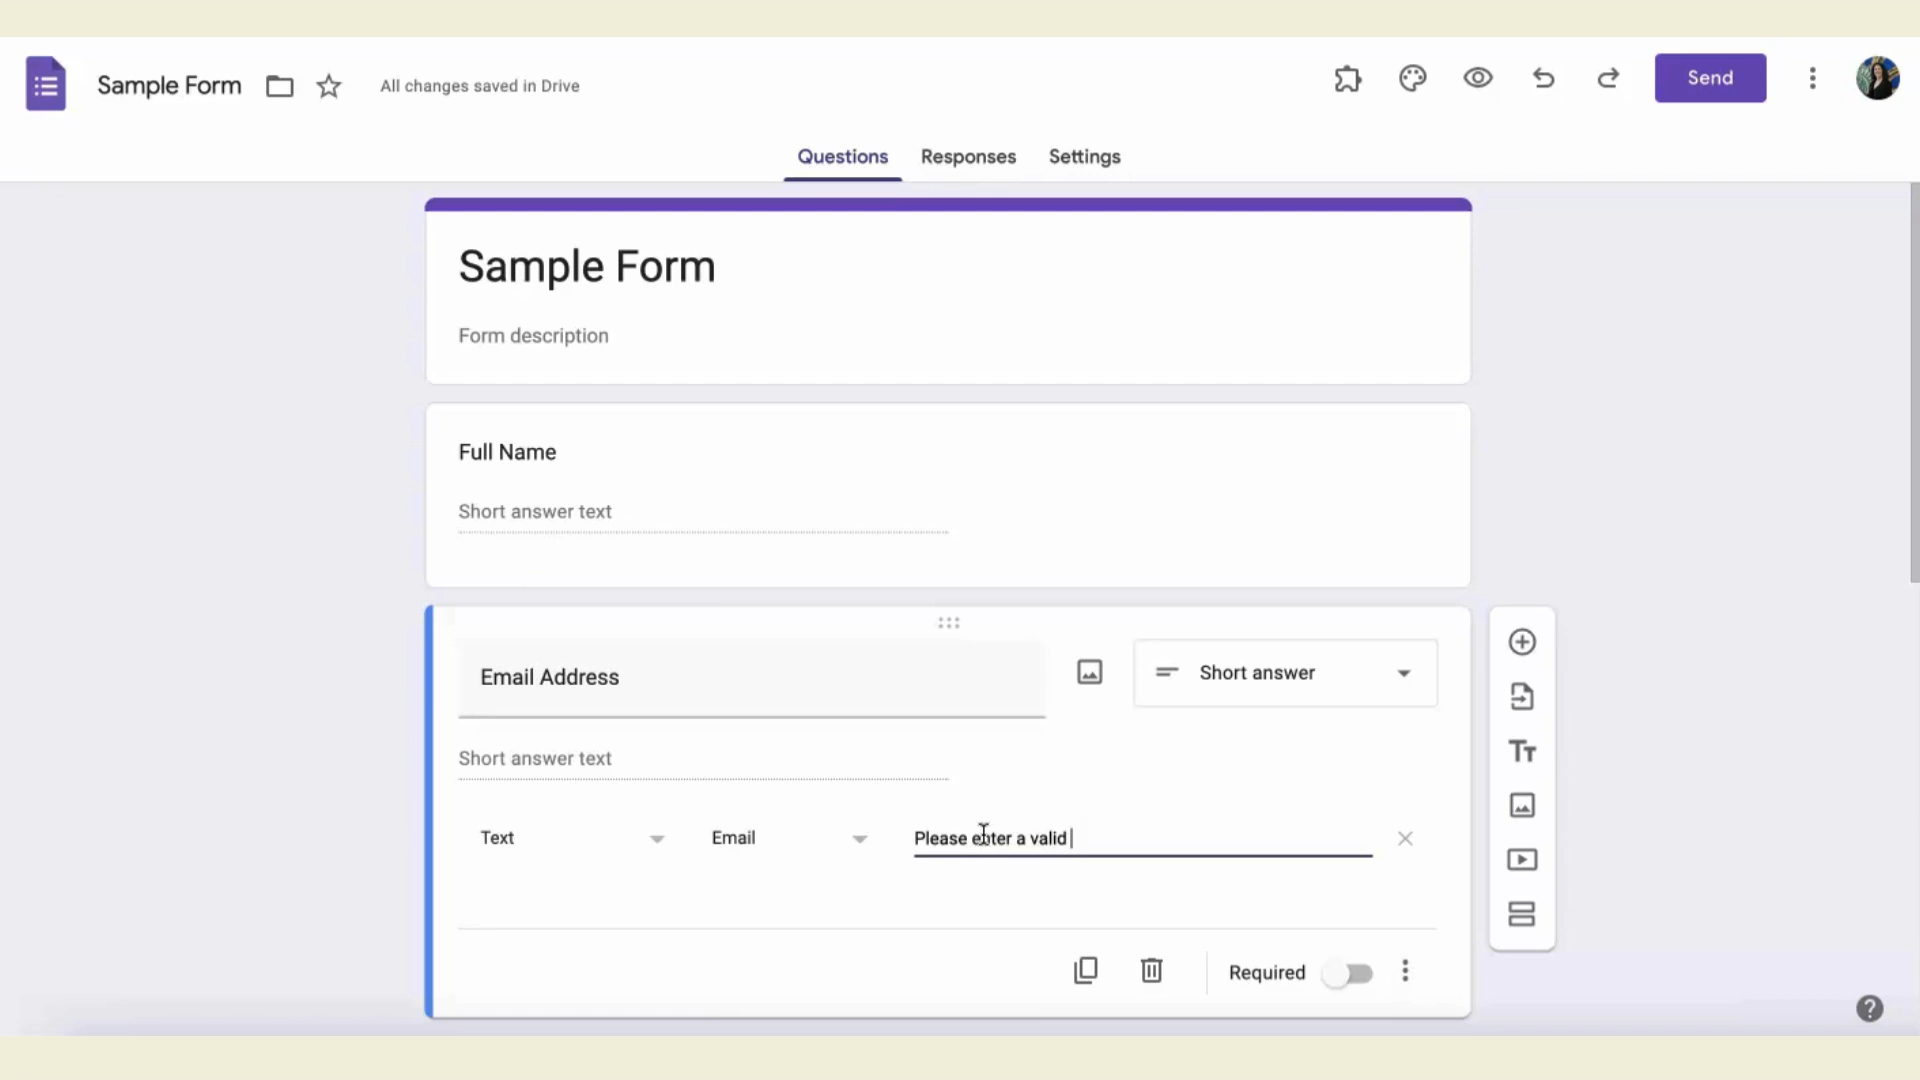 Sample Form
All changes saved in Drive
Send
Questions Responses Settings
Sample Form
Form description
Full Name
Short answer text
Email Address
Short answer
Short answer text
Text Email Please enter a valid
Required